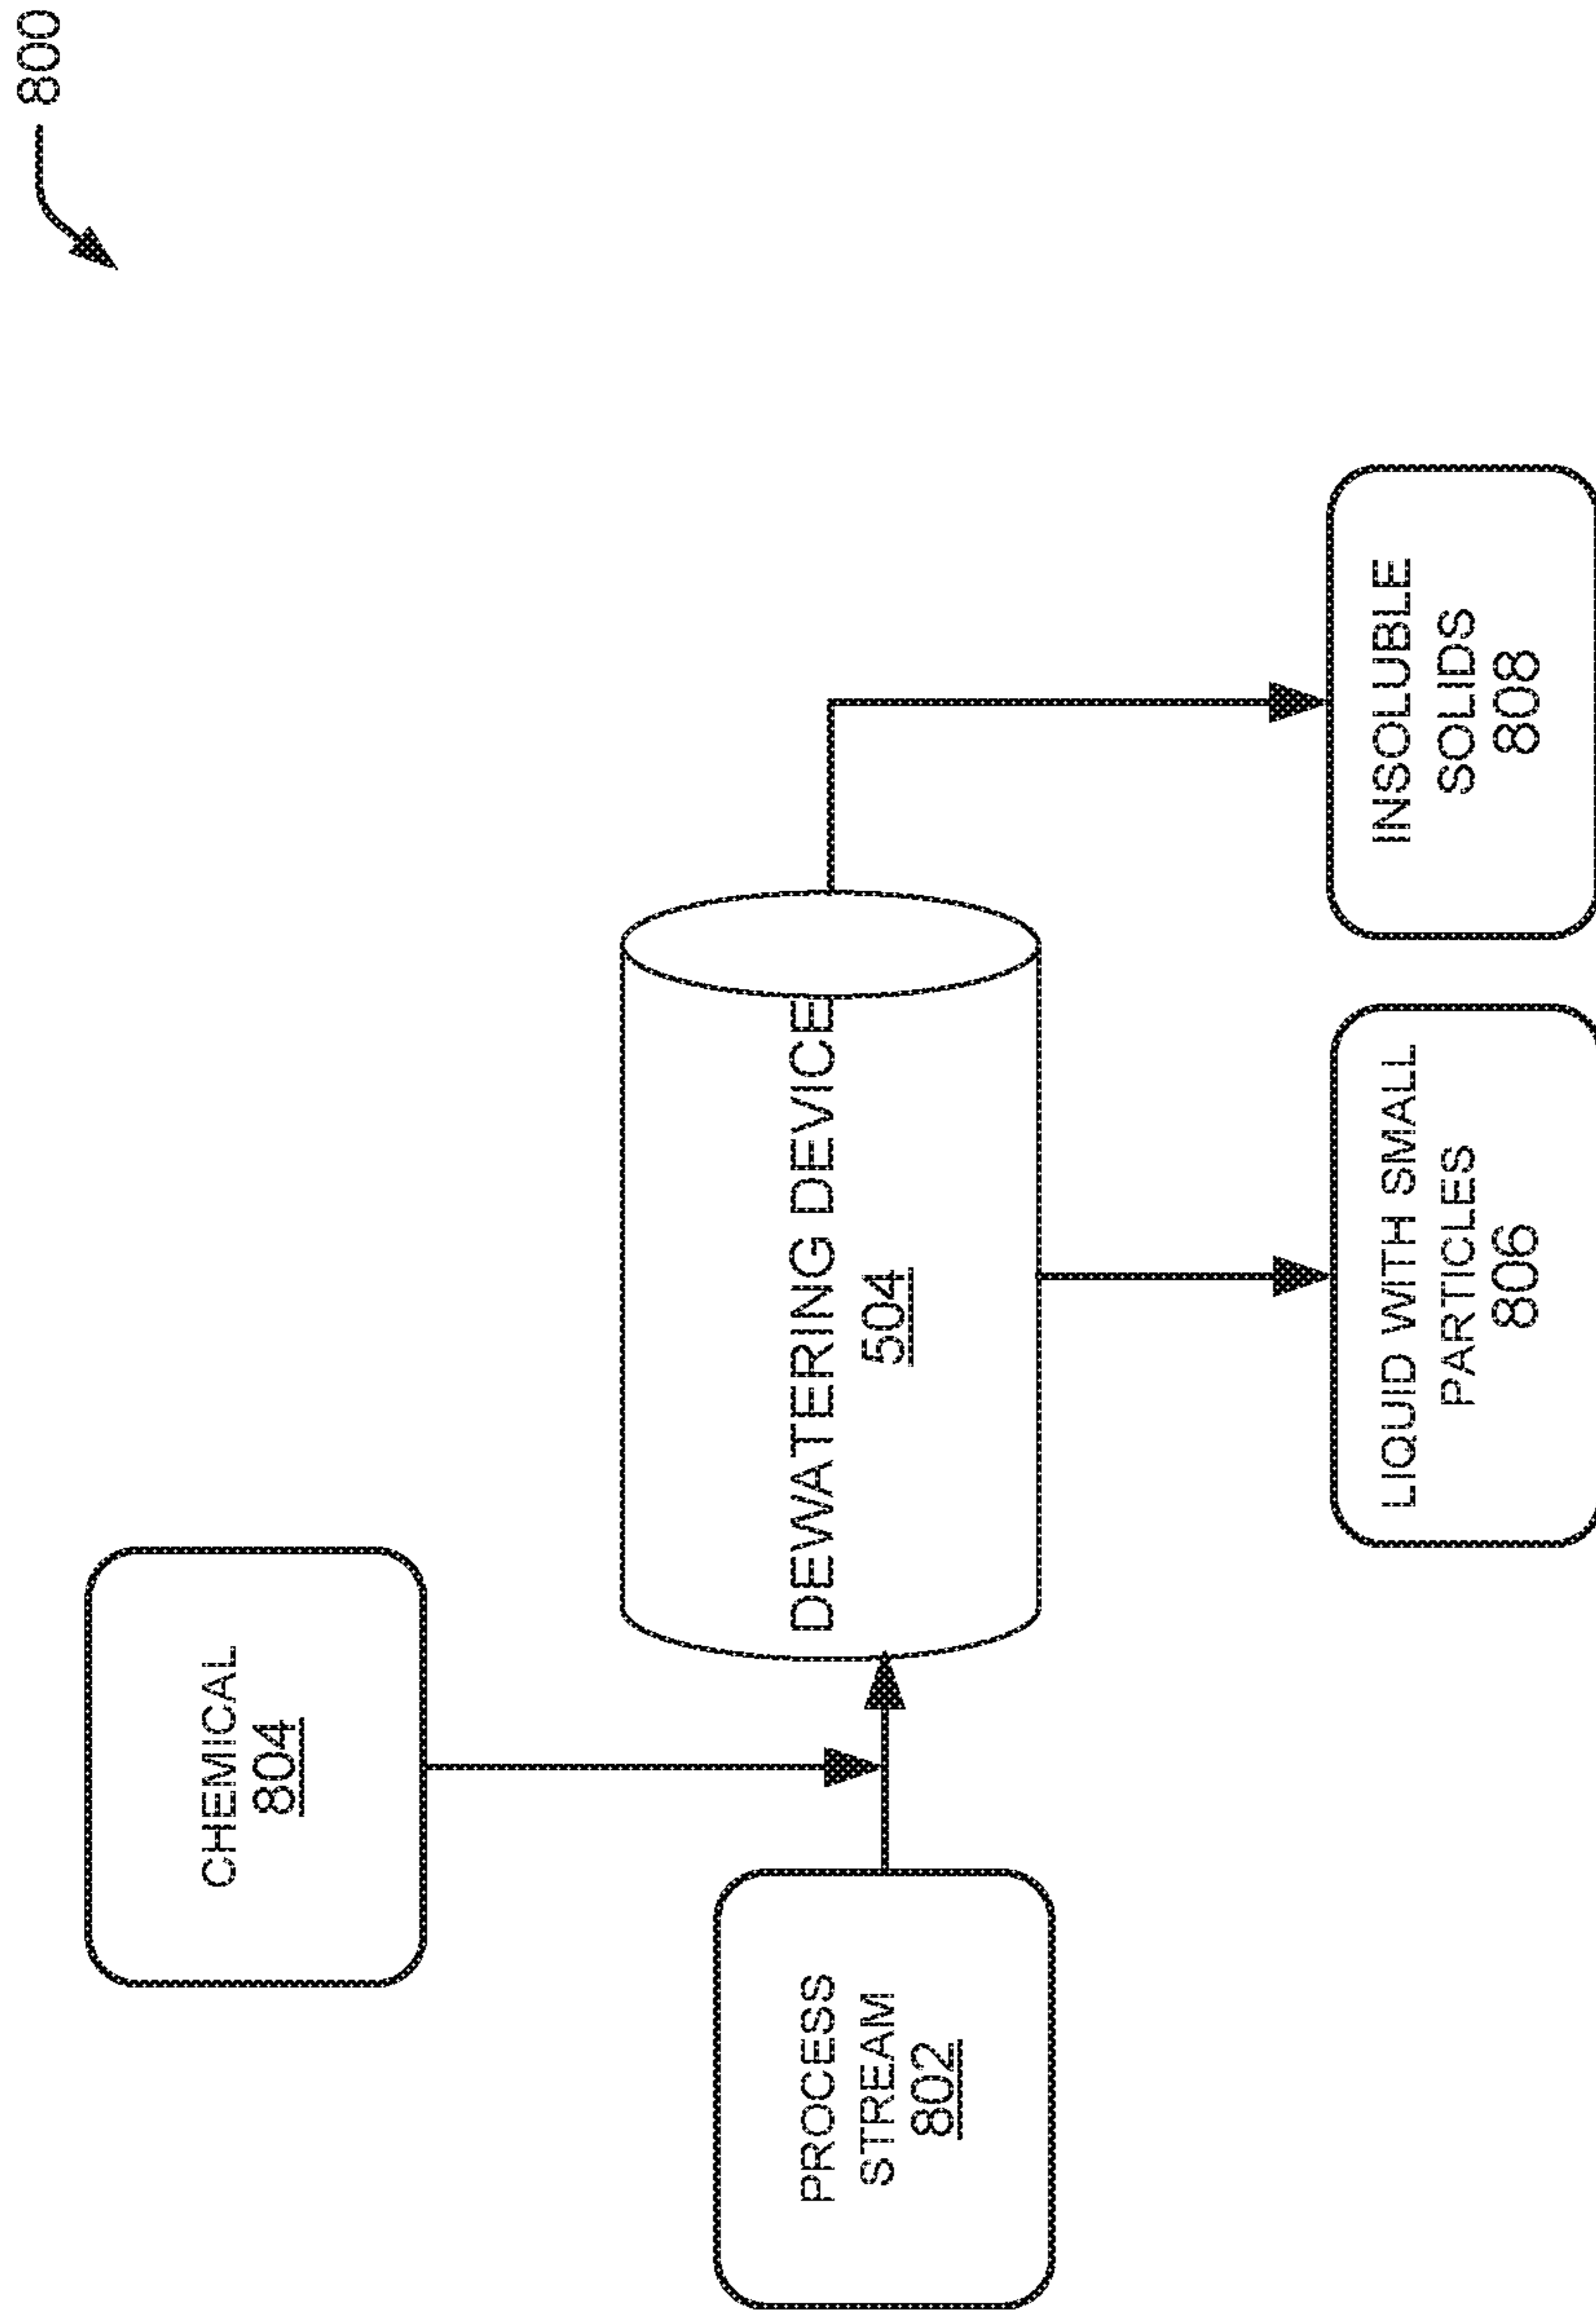 800
CHEMICAL
804
PROCESS
STREAM
802
DEWATERING DEVICE
504
LIQUID WITH SMALL
PARTICLES
806
INSOLUBLE
SOLIDS
808